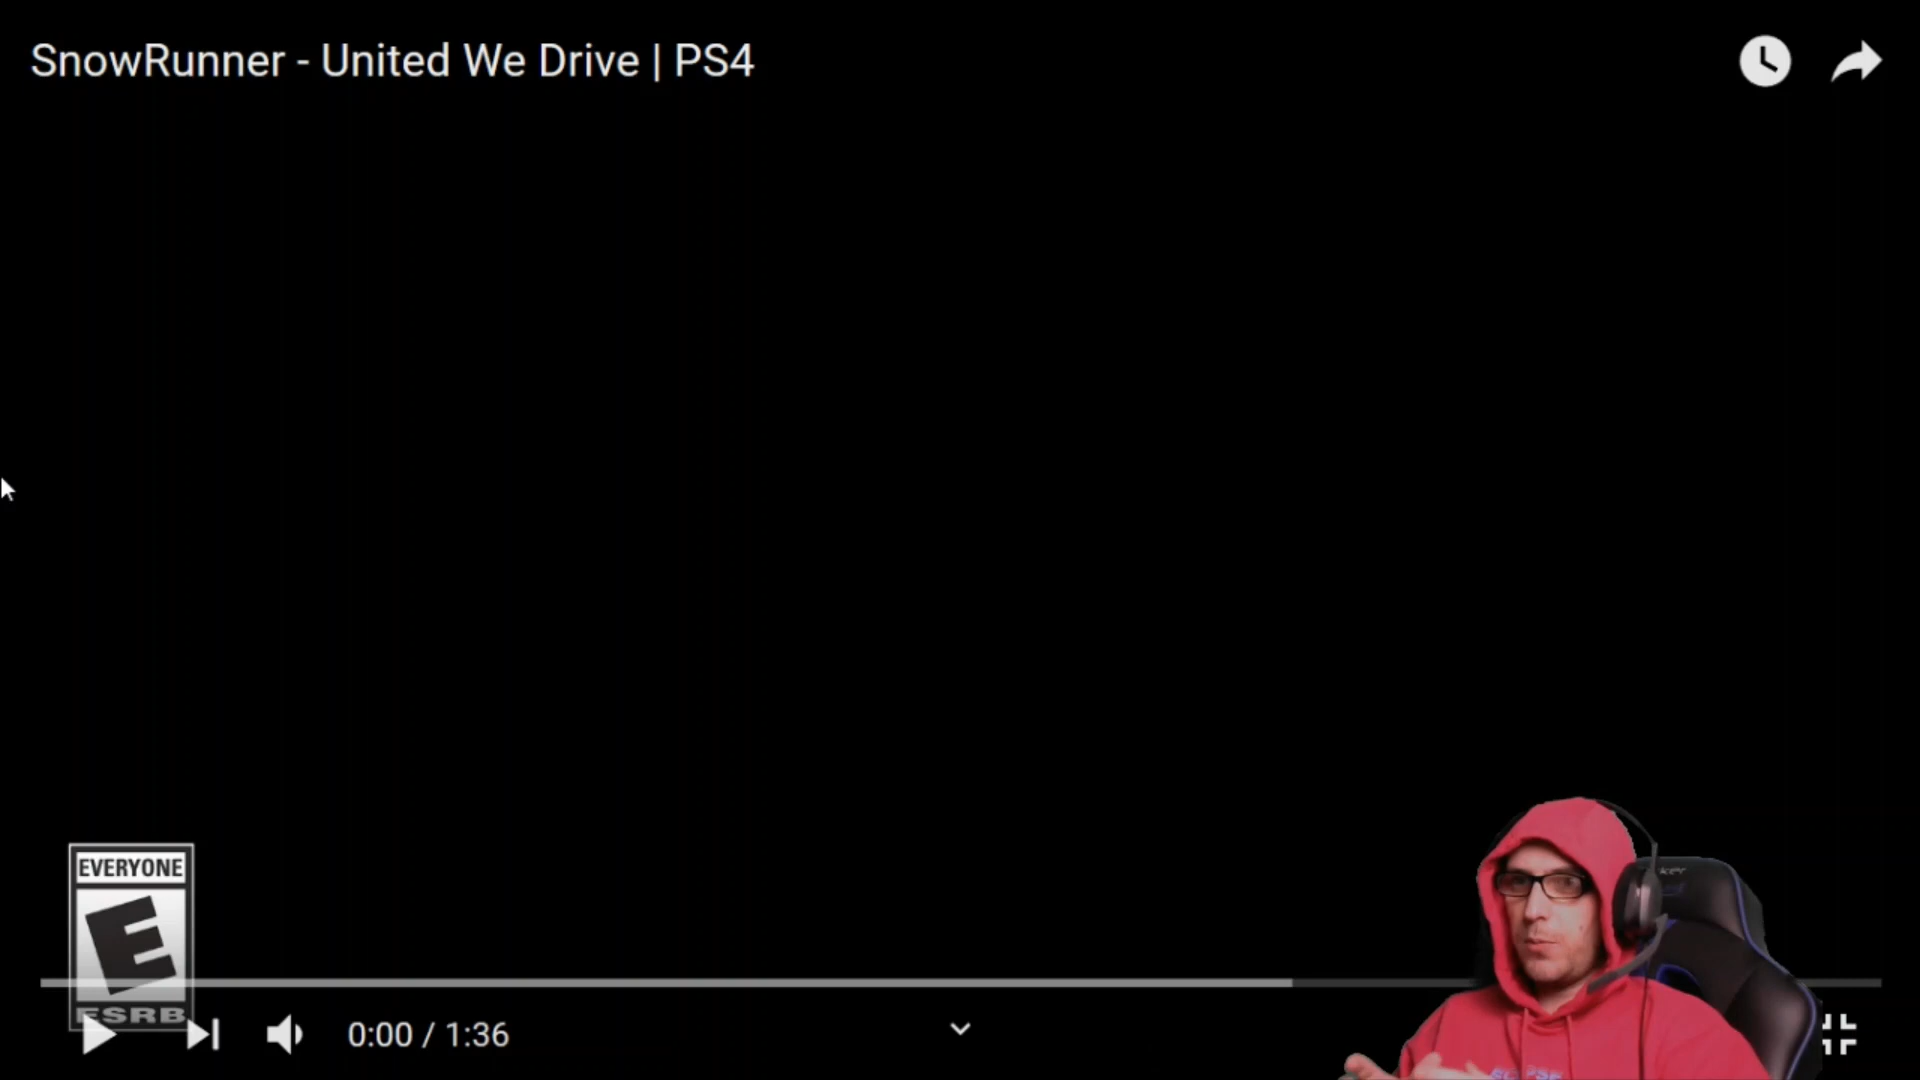 SnowRunner - United We Drive | PS4
EVERYONE
E
ESRB
0:00 / 1:36